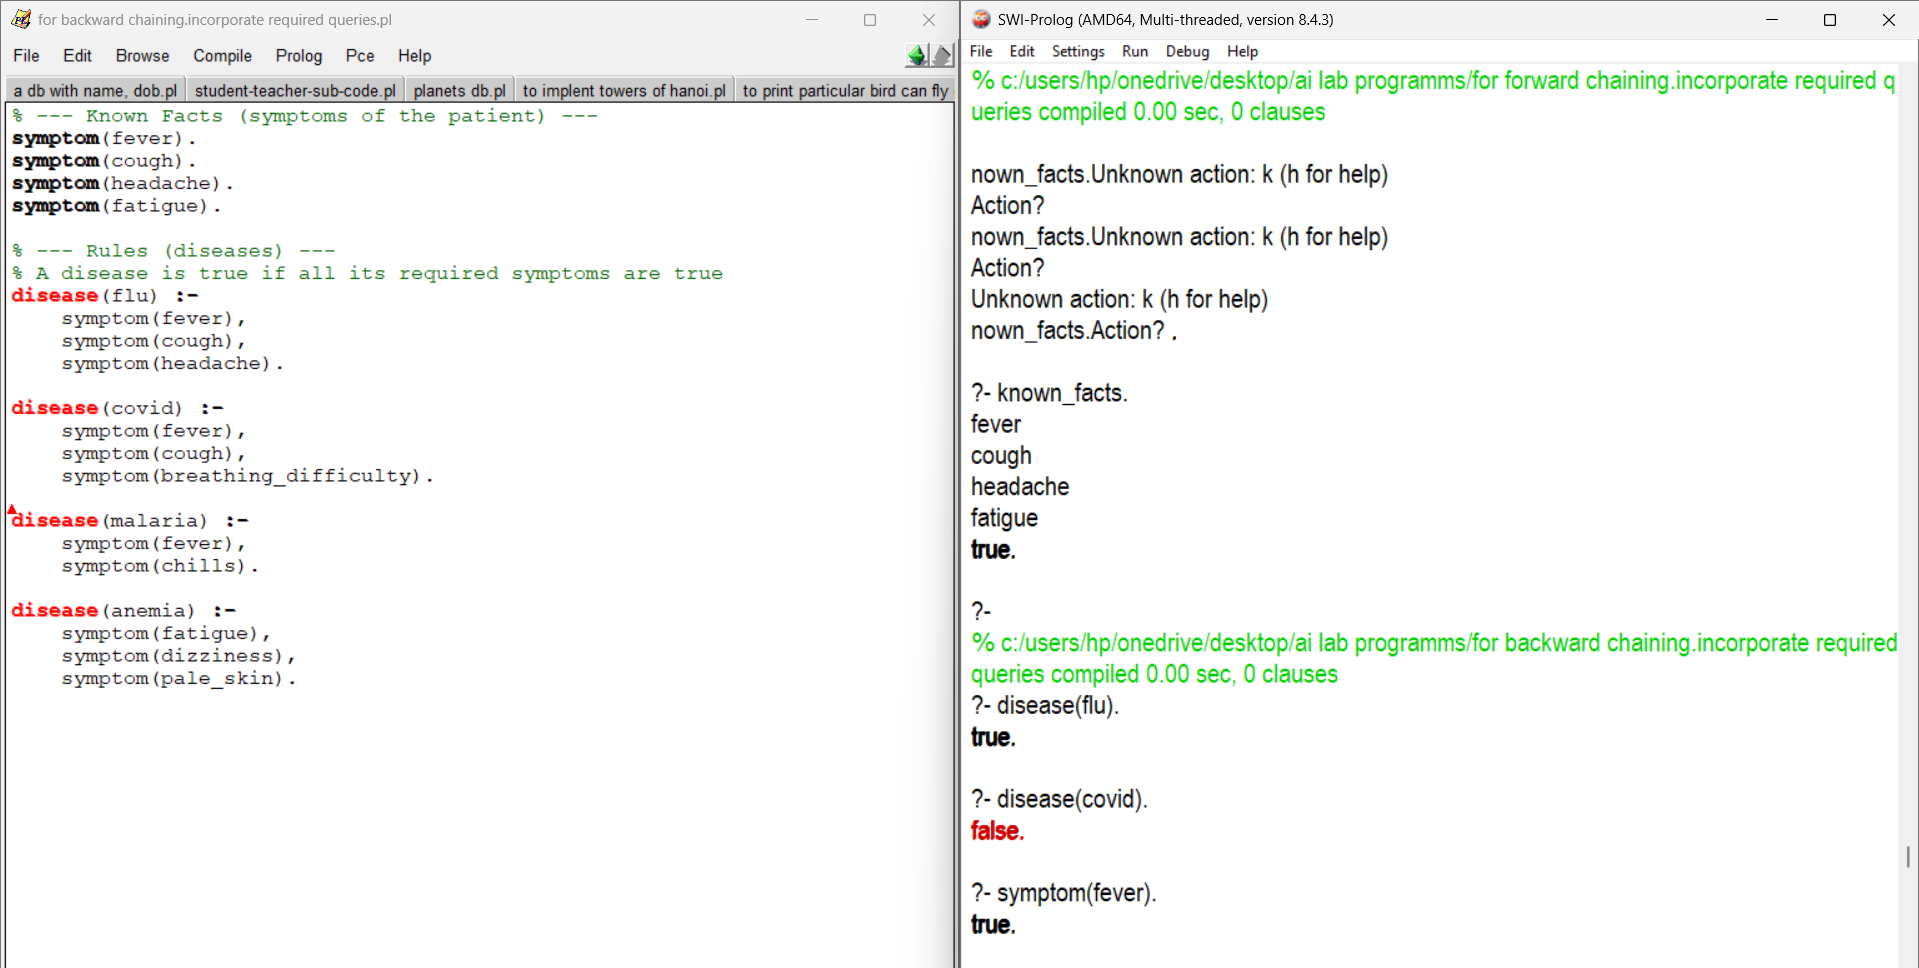 for backward chaining.incorporate required queries.pl
File Edit Browse Compile Prolog Pce Help
a db with name, dob.pl student-teacher-sub-code.pl planets db.pl to implent towers of hanoi.pl to print particular bird can fly
% --- Known Facts (symptoms of the patient) ---
symptom(fever).
symptom(cough).
symptom(headache).
symptom(fatigue).
% --- Rules (diseases) ---
% A disease is true if all its required symptoms are true
disease(flu) :-
symptom(fever),
symptom(cough),
symptom(headache).
disease(covid) :-
symptom(fever),
symptom(cough),
symptom(breathing_difficulty).
disease(malaria) :-
symptom(fever),
symptom(chills).
disease(anemia) :-
symptom(fatigue),
symptom(dizziness),
symptom(pale_skin).
SWI-Prolog (AMD64, Multi-threaded, version 8.4.3)
File Edit Settings Run Debug Help
% c:/users/hp/onedrive/desktop/ai lab programms/for forward chaining.incorporate required q
ueries compiled 0.00 sec, 0 clauses
nown_facts.Unknown action: k (h for help)
Action?
nown_facts.Unknown action: k (h for help)
Action?
Unknown action: k (h for help)
nown_facts.Action? .
?- known_facts.
fever
cough
headache
fatigue
true.
?-
% c:/users/hp/onedrive/desktop/ai lab programms/for backward chaining.incorporate required
queries compiled 0.00 sec, 0 clauses
?- disease(flu).
true.
?- disease(covid).
false.
?- symptom(fever).
true.